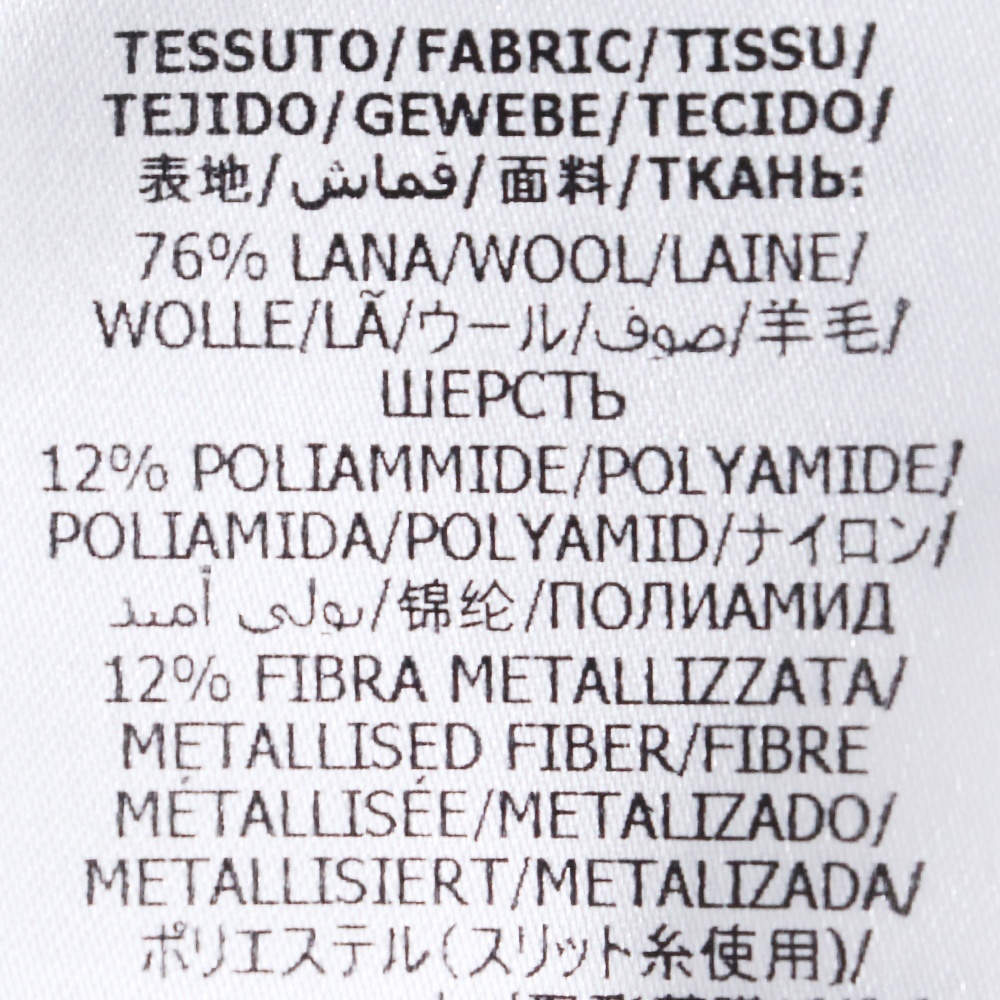 TESSUTO/FABRIC/TISSU/
TEJIDO/GEWEBE/TECIDO/
表地/قماش/面料/ТКАНЬ:
76% LANA/WOOL/LAINE/
WOLLE/LÃ/ウール/صوف/羊毛/
ШЕРСТЬ
12% POLIAMMIDE/POLYAMIDE/
POLIAMIDA/POLYAMID/ナイロン/
بولى أميد/锦纶/ПОЛИАМИД
12% FIBRA METALLIZZATA/
METALLISED FIBER/FIBRE
MÉTALLISÉE/METALIZADO/
METALLISIERT/METALIZADA/
ポリエステル(スリット糸使用)/